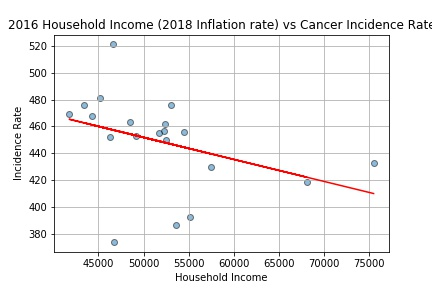 2016 Household Income (2018 Inflation rate) vs Cancer Incidence Rate
520
500
480
460
440
420
400
380
Incidence Rate
45000 50000 55000 60000 65000 70000 75000
Household Income